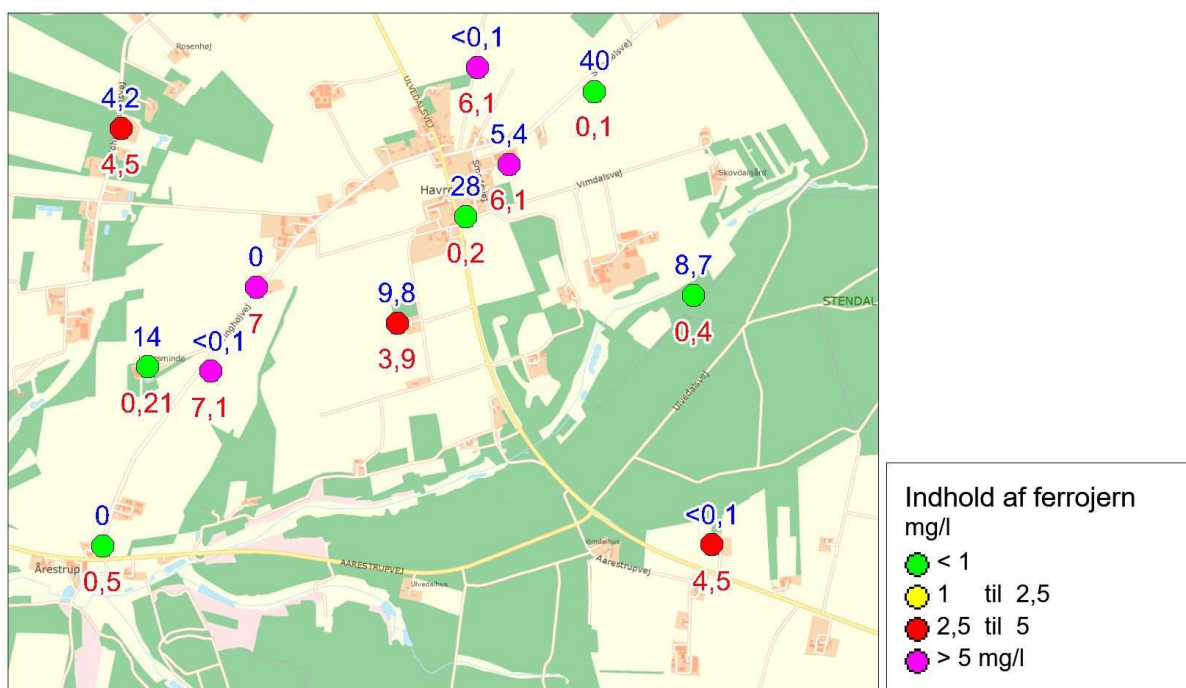 Rosenhøj
<0,1
40
ULVEDALSVEJ
6,1
0,1
4,2
4,5
5,4
6,1
Vimdalsvej
Skovdalgård
28
0,2
0
7
9,8
3,9
8,7
0,4
STENDAL
14
0,21
<0,1
7,1
Ulvedalsvej
0
Årestrup
0,5
AARESTRUPVEJ
Ulvedalhus
Vimdalhus
Aarestrupvej
<0,1
4,5
Indhold af ferrojern
mg/l
< 1
1 til 2,5
2,5 til 5
> 5 mg/l